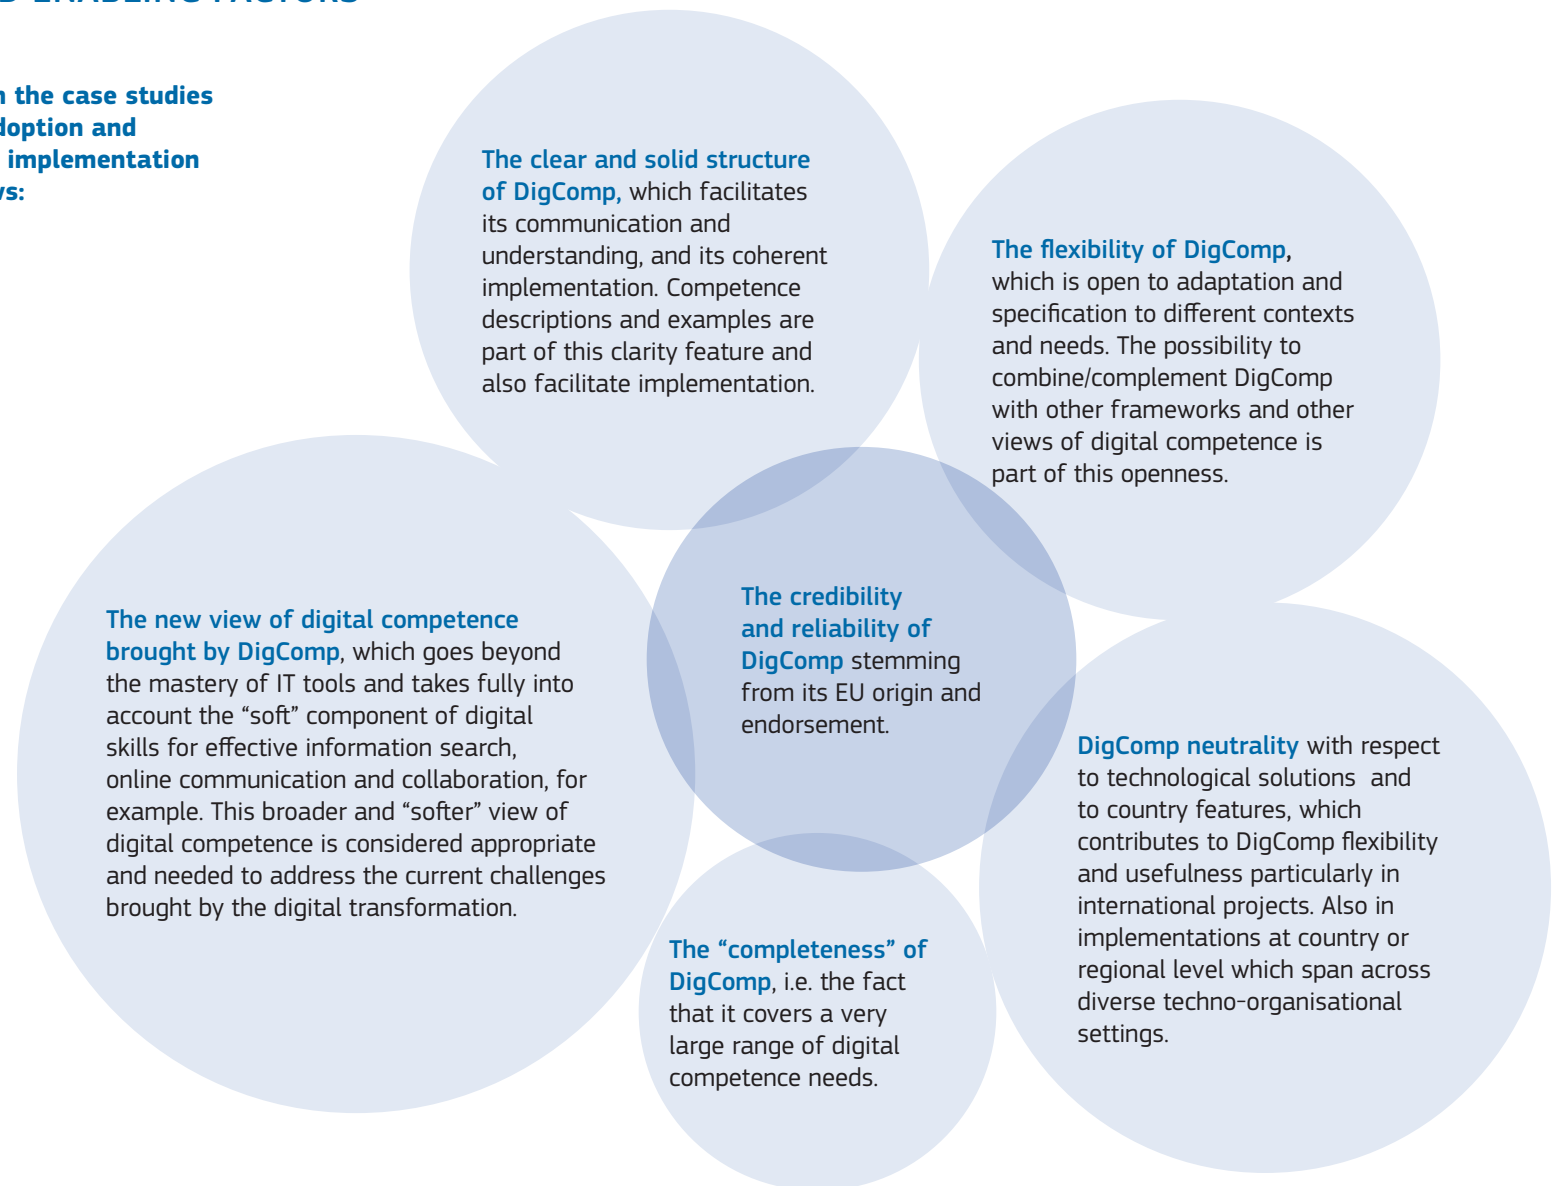 ENABLING FACTORS
the case studies
and
implementation
The clear and solid structure
of DigComp, which facilitates
its communication and
understanding, and its coherent
implementation. Competence
descriptions and examples are
part of this clarity feature and
also facilitate implementation.
The flexibility of DigComp,
which is open to adaptation and
specification to different contexts
and needs. The possibility to
combine/complement DigComp
with other frameworks and other
views of digital competence is
part of this openness.
The new view of digital competence
brought by DigComp, which goes beyond
the mastery of IT tools and takes fully into
account the “soft” component of digital
skills for effective information search,
online communication and collaboration, for
example. This broader and “softer” view of
digital competence is considered appropriate
and needed to address the current challenges
brought by the digital transformation.
The credibility
and reliability of
DigComp stemming
from its EU origin and
endorsement.
DigComp neutrality with respect
to technological solutions  and
to country features, which
contributes to DigComp flexibility
and usefulness particularly in
international projects. Also in
implementations at country or
regional level which span across
diverse techno-organisational
settings.
The “completeness” of
DigComp, i.e. the fact
that it covers a very
large range of digital
competence needs.